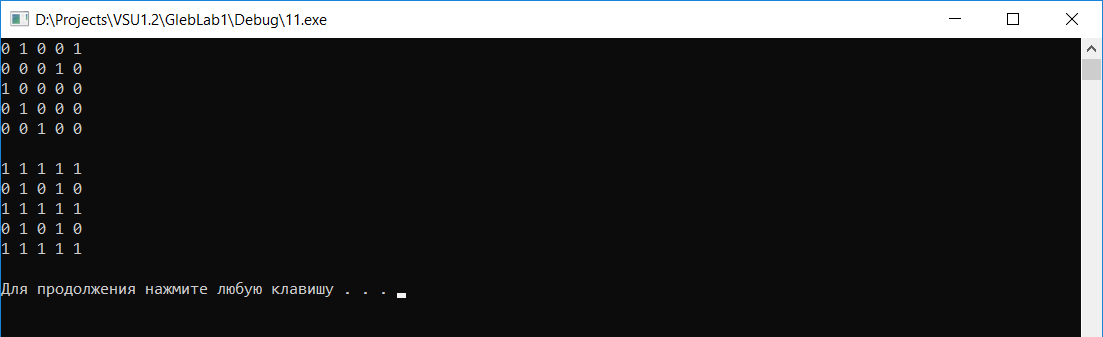 D:\Projects\VSU1.2\GlebLab1\Debug\11.exe
0 1 0 0 1
0 0 0 1 0
1 0 0 0 0
0 1 0 0 0
0 0 1 0 0
1 1 1 1 1
0 1 0 1 0
1 1 1 1 1
0 1 0 1 0
1 1 1 1 1
Для продолжения нажмите любую клавишу . . .